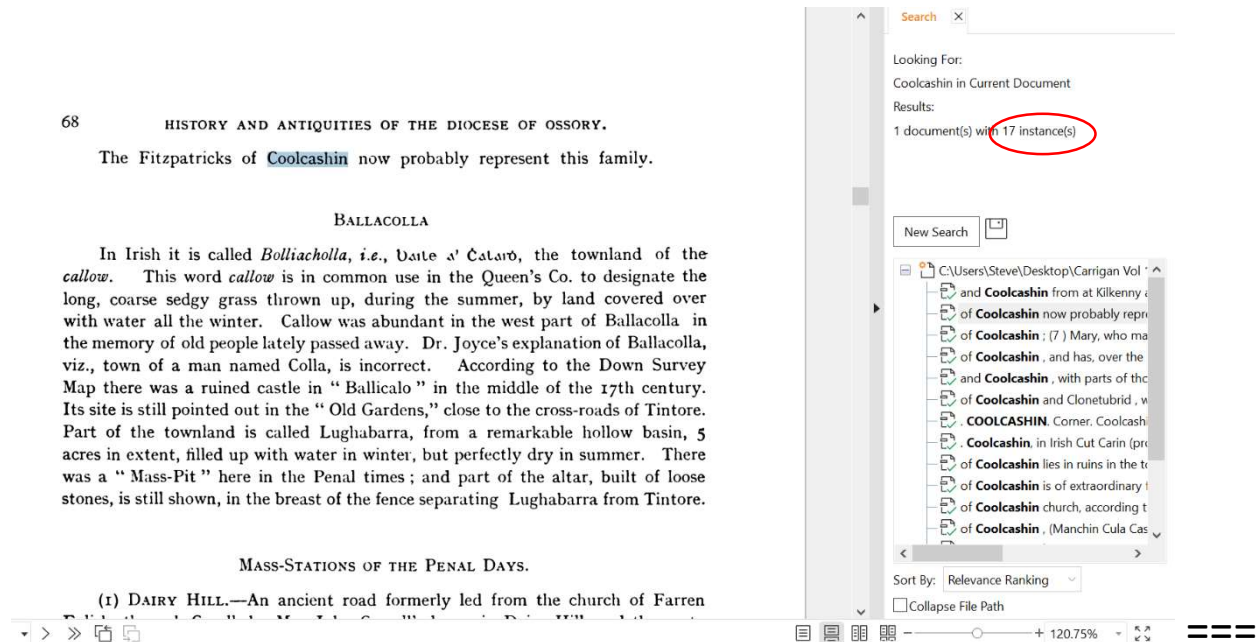 68 HISTORY AND ANTIQUITIES OF THE DIOCESE OF OSSORY.
The Fitzpatricks of Coolcashin now probably represent this family.
BALLACOLLA
In Irish it is called Bolliacholla, i.e., baile a' Ċalaiḋ, the townland of the
callow. This word callow is in common use in the Queen's Co. to designate the
long, coarse sedgy grass thrown up, during the summer, by land covered over
with water all the winter. Callow was abundant in the west part of Ballacolla in
the memory of old people lately passed away. Dr. Joyce's explanation of Ballacolla,
viz., town of a man named Colla, is incorrect. According to the Down Survey
Map there was a ruined castle in "Ballicalo" in the middle of the 17th century.
Its site is still pointed out in the "Old Gardens," close to the cross-roads of Tintore.
Part of the townland is called Lughabarra, from a remarkable hollow basin, 5
acres in extent, filled up with water in winter, but perfectly dry in summer. There
was a "Mass-Pit" here in the Penal times; and part of the altar, built of loose
stones, is still shown, in the breast of the fence separating Lughabarra from Tintore.
MASS-STATIONS OF THE PENAL DAYS.
(1) DAIRY HILL.—An ancient road formerly led from the church of Farren
Search X
Looking For:
Coolcashin in Current Document
Results:
1 document(s) with 17 instance(s)
New Search
C:\Users\Steve\Desktop\Carrigan Vol
and Coolcashin from at Kilkenny
of Coolcashin now probably repre
of Coolcashin ; (7 ) Mary, who ma
of Coolcashin , and has, over the
and Coolcashin , with parts of thc
of Coolcashin and Clonetubrid , w
. COOLCASHIN. Corner. Coolcashi
. Coolcashin, in Irish Cut Carin (pro
of Coolcashin lies in ruins in the to
of Coolcashin is of extraordinary
of Coolcashin church, according t
of Coolcashin , (Manchin Cula Cas
Sort By: Relevance Ranking
Collapse File Path
120.75%